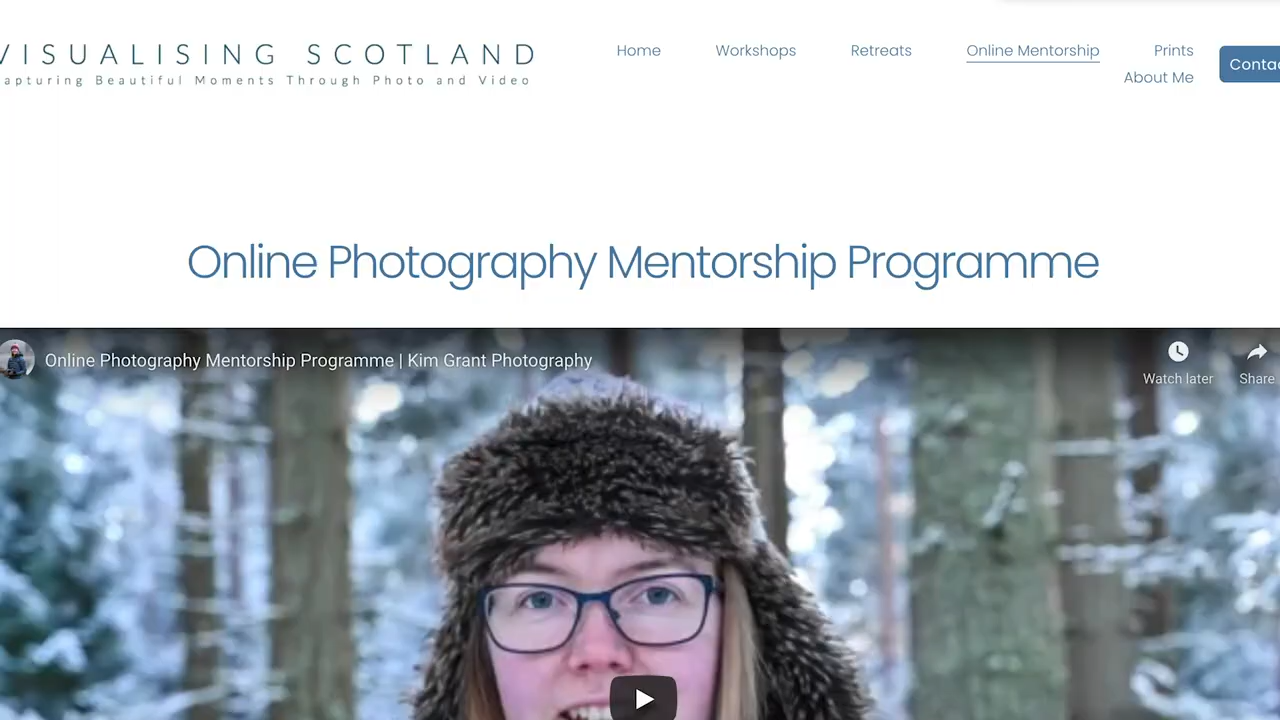 VISUALISING SCOTLAND
apturing Beautiful Moments Through Photo and Video
Home
Workshops
Retreats
Online Mentorship
Prints
About Me
Contac
Online Photography Mentorship Programme
Online Photography Mentorship Programme | Kim Grant Photography
Watch later
Share